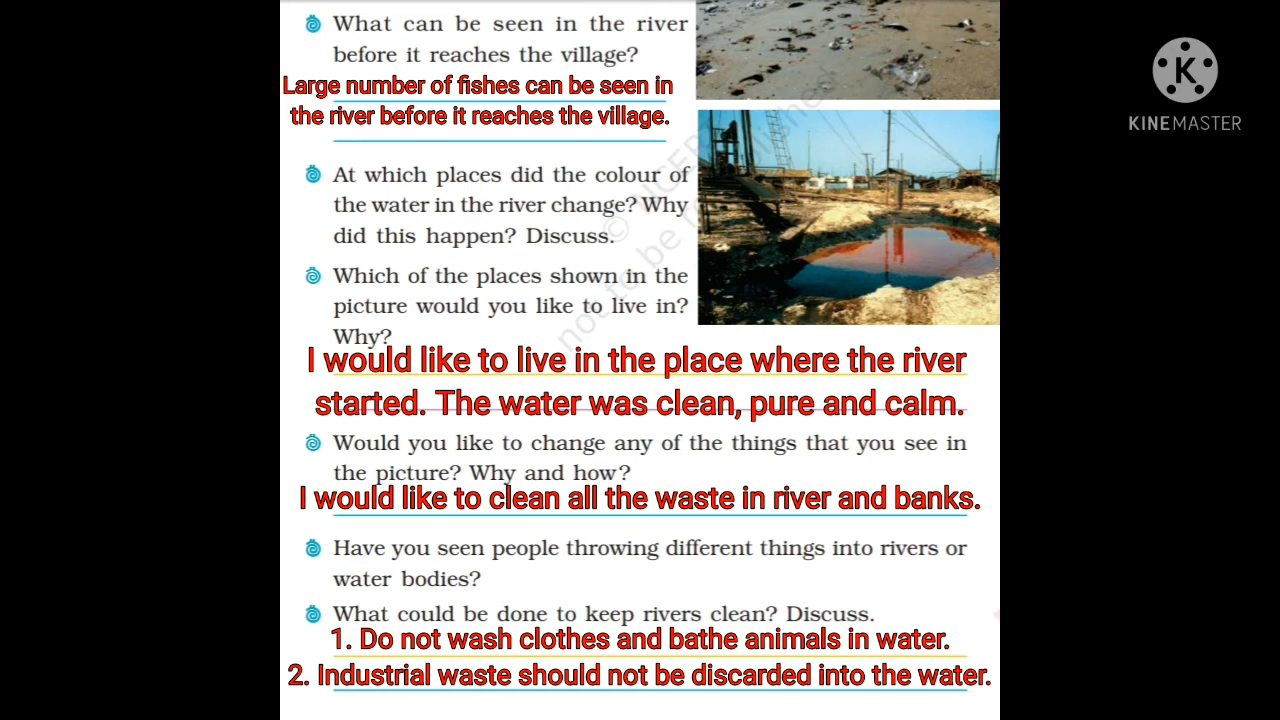 What can be seen in the river
before it reaches the village?
Large number of fishes can be seen in
the river before it reaches the village.
At which places did the colour of
the water in the river change? Why
did this happen? Discuss.
Which of the places shown in the
picture would you like to live in?
Why?
I would like to live in the place where the river
started. The water was clean, pure and calm.
Would you like to change any of the things that you see in
the picture? Why and how?
I would like to clean all the waste in river and banks.
Have you seen people throwing different things into rivers or
water bodies?
What could be done to keep rivers clean? Discuss.
1. Do not wash clothes and bathe animals in water.
2. Industrial waste should not be discarded into the water.
K
KINEMASTER
not to be